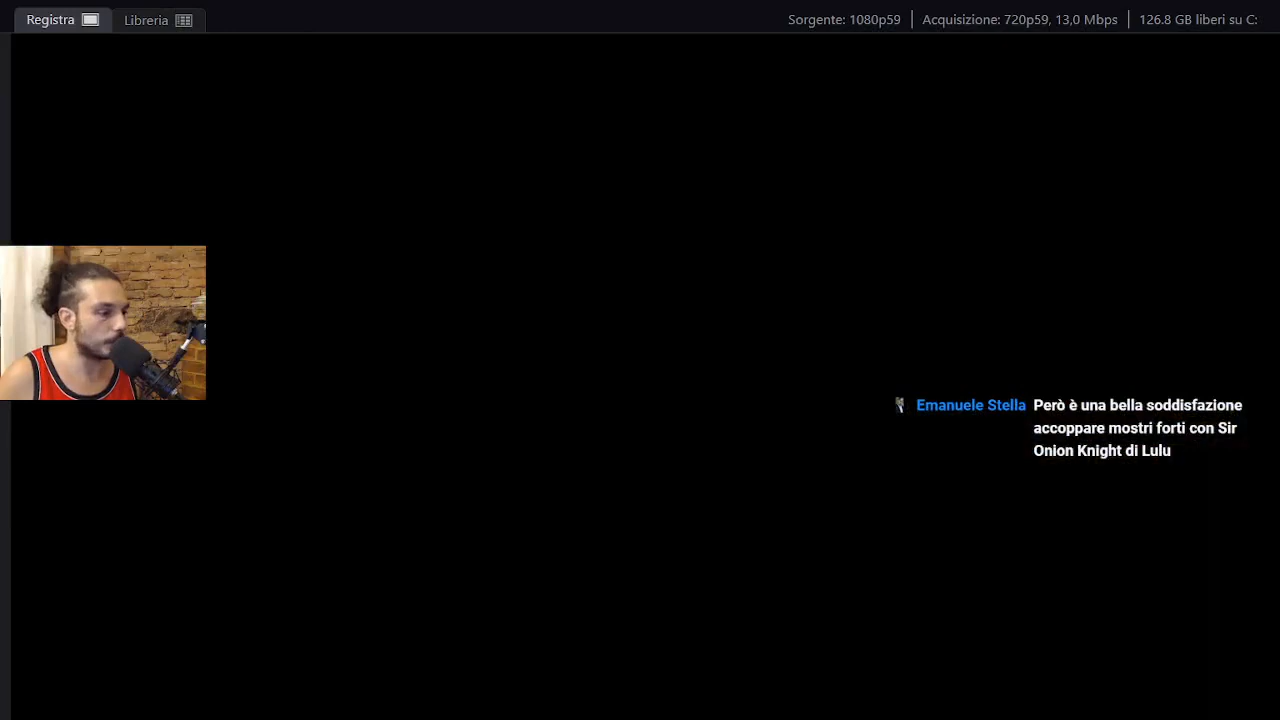 Registra
Libreria
Sorgente: 1080p59
Acquisizione: 720p59, 13,0 Mbps
126.8 GB liberi su C:
Emanuele Stella Però è una bella soddisfazione
accoppare mostri forti con Sir
Onion Knight di Lulu